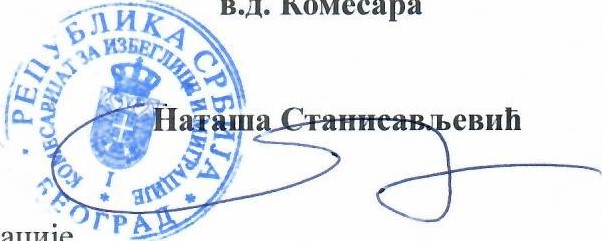 в.д. Комесара
РЕПУБЛИКА СРБИЈА
КОМЕСАРИЈАТ ЗА ИЗБЕГЛИЦЕ И МИГРАЦИЈЕ
I
БЕОГРАД
Наташа Станисављевић